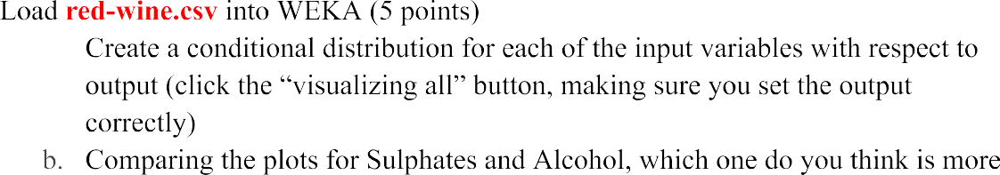 Load red-wine.csv into WEKA (5 points)
Create a conditional distribution for each of the input variables with respect to
output (click the “visualizing all” button, making sure you set the output
correctly)
b. Comparing the plots for Sulphates and Alcohol, which one do you think is more